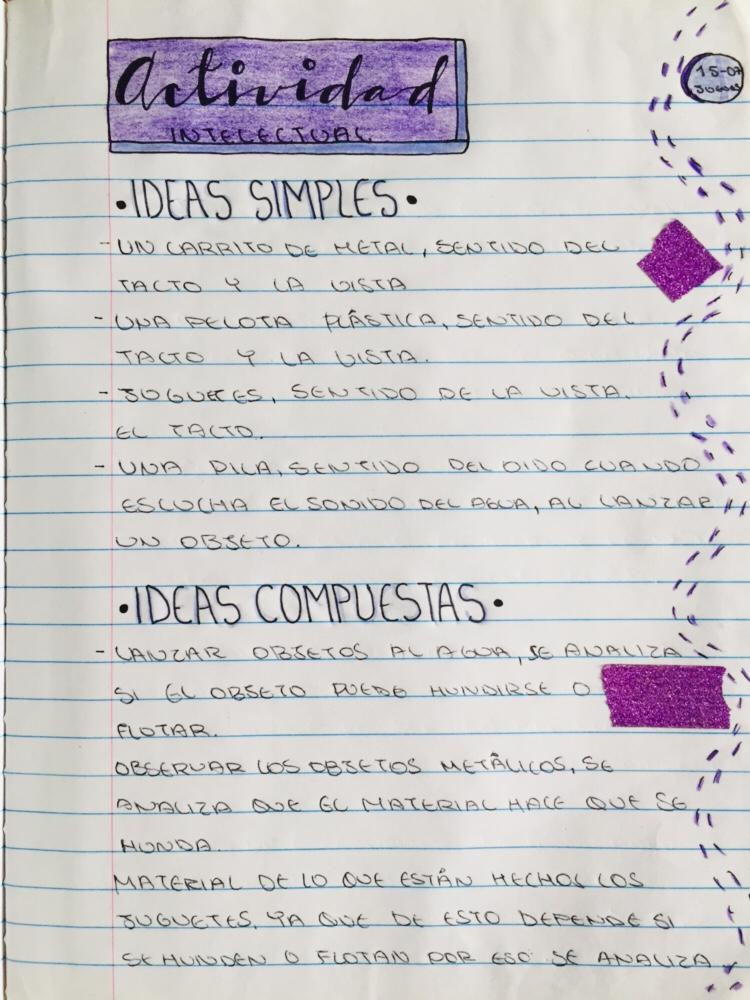 Actividad
INTELECTUAL
15-07
JUEVES
•IDEAS SIMPLES•
- UN CARRITO DE METAL, SENTIDO DEL
TACTO Y LA VISTA
- UNA PELOTA PLÁSTICA, SENTIDO DEL
TACTO Y LA VISTA.
- JUGUETES, SENTIDO DE LA VISTA.
EL TACTO.
- UNA PILA, SENTIDO DEL OIDO CUANDO
ESCUCHA EL SONIDO DEL AGUA, AL LANZAR
UN OBJETO.
•IDEAS COMPUESTAS•
- LANZAR OBJETOS AL AGUA, SE ANALIZA
SI EL OBJETO PUEDE HUNDIRSE O
FLOTAR.
OBSERVAR LOS OBJETOS METÁLICOS, SE
ANALIZA QUE EL MATERIAL HACE QUE SE
HUNDA.
MATERIAL DE LO QUE ESTÁN HECHOS LOS
JUGUETES, YA QUE DE ESTO DEPENDE SI
SE HUNDEN O FLOTAN POR ESO SE ANALIZA